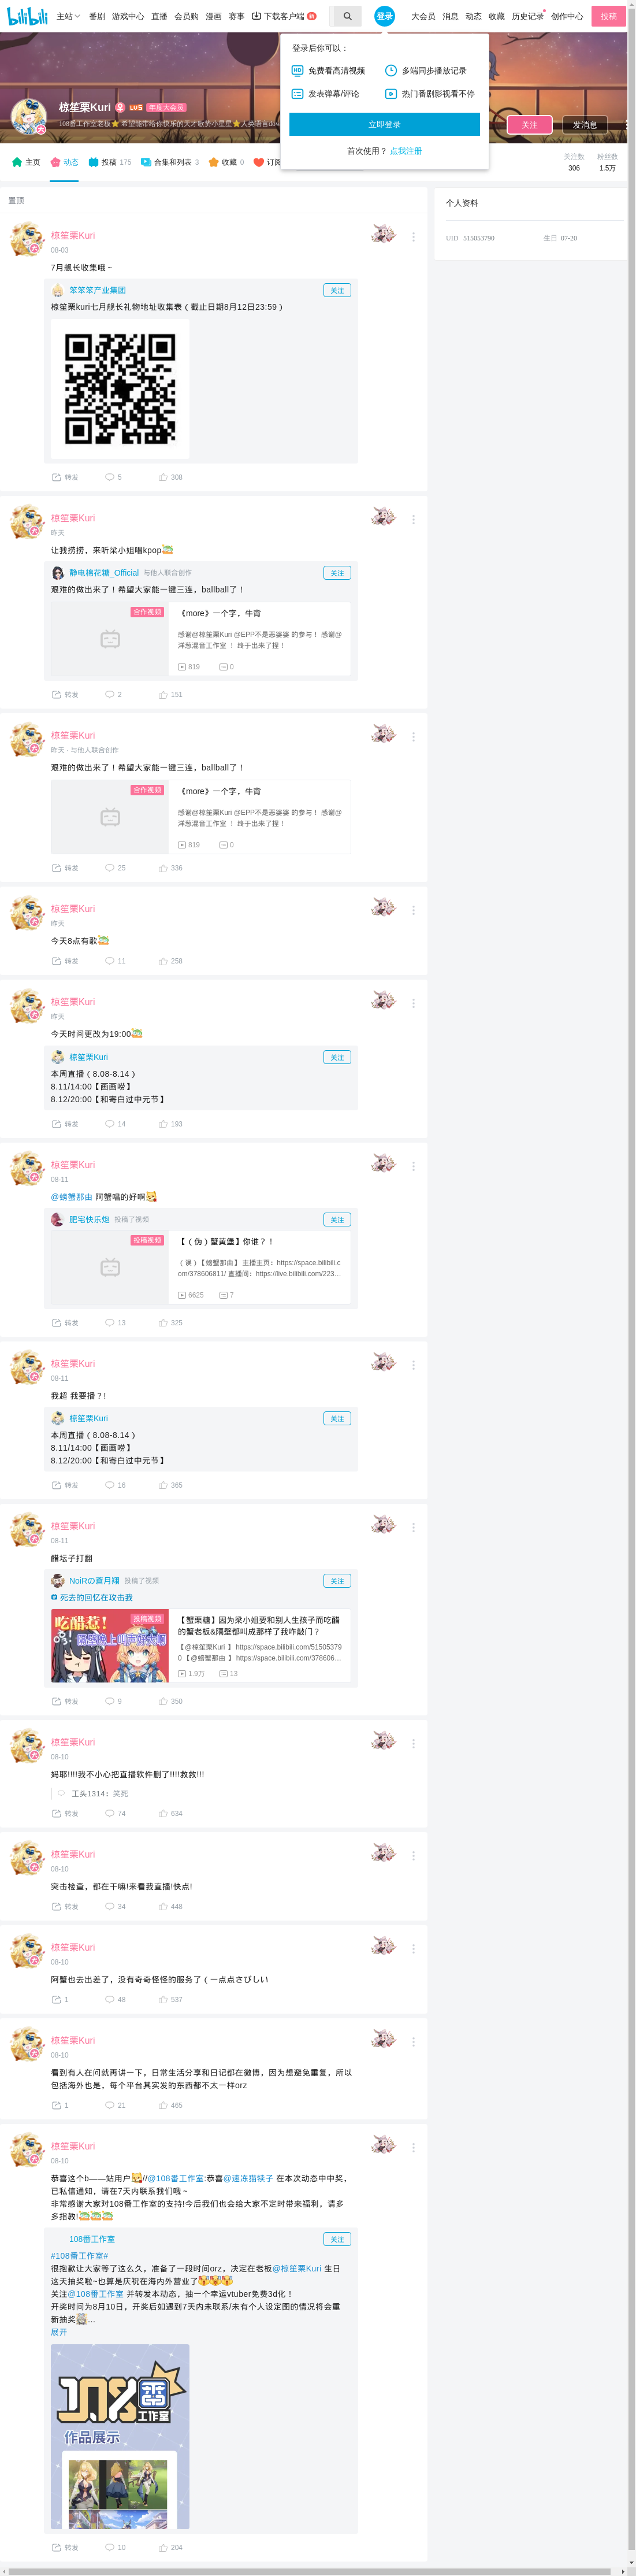 bilibili
主站 番剧 游戏中心 直播 会员购 漫画 赛事 下载客户端 登录 大会员 消息 动态 收藏 历史记录 创作中心 投稿
登录后你可以：
免费看高清视频 多端同步播放记录
发表弹幕/评论 热门番剧影视看不停
立即登录
首次使用？ 点我注册
椋笙栗Kuri LV5 年度大会员
关注 发消息
主页 动态 投稿 175 合集和列表 3 收藏 0 订阅
关注数 粉丝数
306 1.5万
个人资料
UID 515053790 生日 07-20
置顶
椋笙栗Kuri
08-03
7月舰长收集哦～
笨笨笨产业集团 关注
椋笙栗kuri七月舰长礼物地址收集表（截止日期8月12日23:59）
转发 5 308
椋笙栗Kuri
昨天
让我捞捞，来听梁小姐唱kpop
静电棉花糖_Official 与他人联合创作 关注
艰难的做出来了！希望大家能一键三连，ballball了！
合作视频
《more》一个字，牛背
感谢@椋笙栗Kuri @EPP不是恶婆婆 的参与！ 感谢@
洋葱混音工作室 ！ 终于出来了捏！
819 0
转发 2 151
椋笙栗Kuri
昨天 · 与他人联合创作
艰难的做出来了！希望大家能一键三连，ballball了！
合作视频
《more》一个字，牛背
感谢@椋笙栗Kuri @EPP不是恶婆婆 的参与！ 感谢@
洋葱混音工作室 ！ 终于出来了捏！
819 0
转发 25 336
椋笙栗Kuri
昨天
今天8点有歌
转发 11 258
椋笙栗Kuri
昨天
今天时间更改为19:00
椋笙栗Kuri 关注
本周直播（8.08-8.14）
8.11/14:00【画画唠】
8.12/20:00【和寄白过中元节】
转发 14 193
椋笙栗Kuri
08-11
@螃蟹那由 阿蟹唱的好啊
肥宅快乐炮 投稿了视频 关注
投稿视频
【（伪）蟹黄堡】你谁？！
（误）【螃蟹那由】 主播主页：https://space.bilibili.c
om/378606811/ 直播间：https://live.bilibili.com/223...
6625 7
转发 13 325
椋笙栗Kuri
08-11
我超 我要播？!
椋笙栗Kuri 关注
本周直播（8.08-8.14）
8.11/14:00【画画唠】
8.12/20:00【和寄白过中元节】
转发 16 365
椋笙栗Kuri
08-11
醋坛子打翻
NoiRの蔷月翔 投稿了视频 关注
死去的回忆在攻击我
吃醋惹！
投稿视频
【蟹栗糖】因为梁小姐要和别人生孩子而吃醋
的蟹老板&隔壁都叫成那样了我咋敲门？
【@椋笙栗Kuri 】 https://space.bilibili.com/51505379
0 【@螃蟹那由 】 https://space.bilibili.com/378606...
1.9万 13
转发 9 350
椋笙栗Kuri
08-10
妈耶!!!!我不小心把直播软件删了!!!!救救!!!
工头1314：笑死
转发 74 634
椋笙栗Kuri
08-10
突击检查，都在干嘛!来看我直播!快点!
转发 34 448
椋笙栗Kuri
08-10
阿蟹也去出差了，没有奇奇怪怪的服务了（一点点さびしい
1 48 537
椋笙栗Kuri
08-10
看到有人在问就再讲一下，日常生活分享和日记都在微博，因为想避免重复，所以
包括海外也是，每个平台其实发的东西都不太一样orz
1 21 465
椋笙栗Kuri
08-10
恭喜这个b——站用户//@108番工作室:恭喜@速冻猫犊子 在本次动态中中奖，
已私信通知，请在7天内联系我们哦～
非常感谢大家对108番工作室的支持!今后我们也会给大家不定时带来福利，请多
多指教!
108番工作室 关注
#108番工作室#
很抱歉让大家等了这么久，准备了一段时间orz，决定在老板@椋笙栗Kuri 生日
这天抽奖啦~也算是庆祝在海内外营业了
关注@108番工作室 并转发本动态，抽一个幸运vtuber免费3d化！
开奖时间为8月10日，开奖后如遇到7天内未联系/未有个人设定图的情况将会重
新抽奖...
展开
108番
工作室
作品展示
转发 10 204